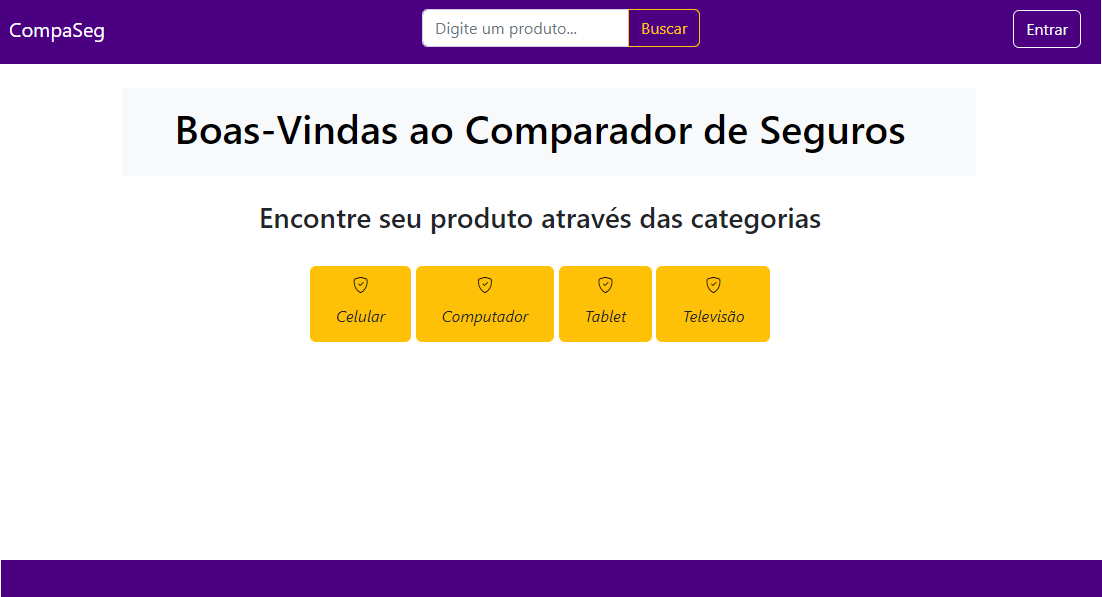 CompaSeg
Digite um produto... Buscar
Entrar
Boas-Vindas ao Comparador de Seguros
Encontre seu produto através das categorias
Celular
Computador
Tablet
Televisão